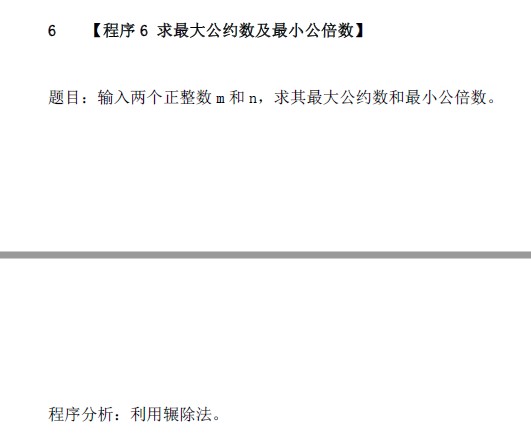 6 【程序 6 求最大公约数及最小公倍数】
题目：输入两个正整数 m 和 n，求其最大公约数和最小公倍数。
程序分析：利用辗除法。